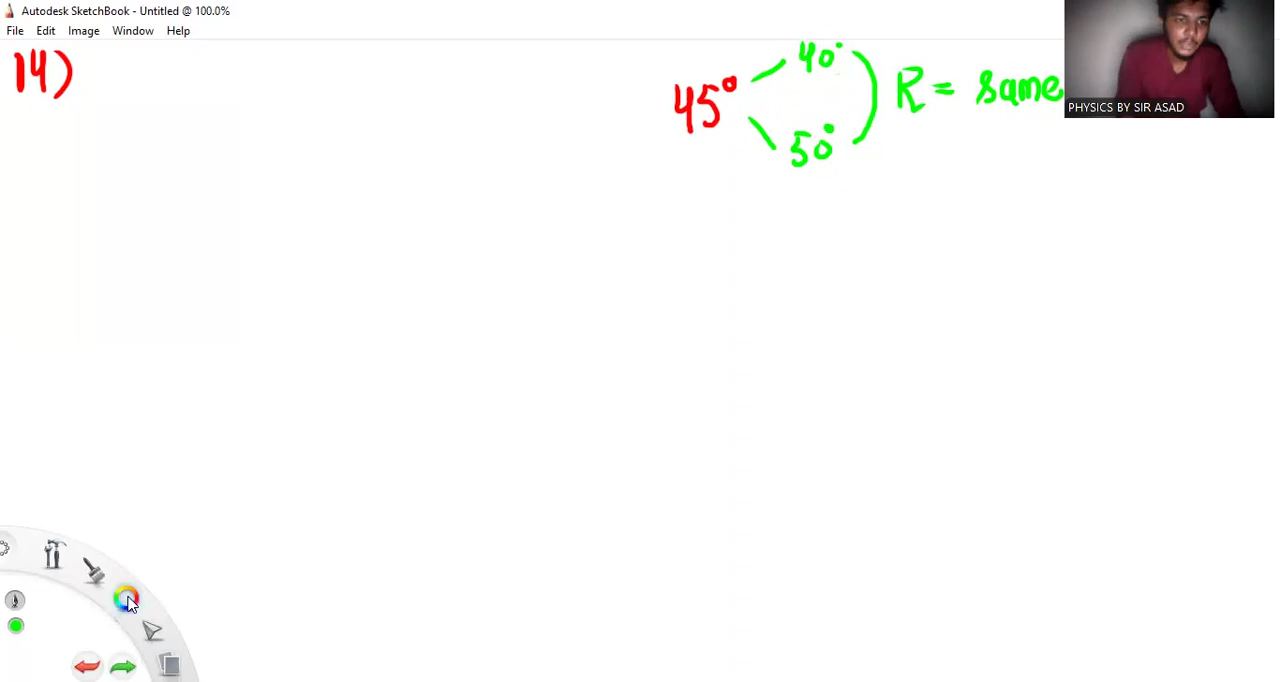 Autodesk SketchBook - Untitled @ 100.0%
File Edit Image Window Help
14)
45° 40° R = same
50°
PHYSICS BY SIR ASAD